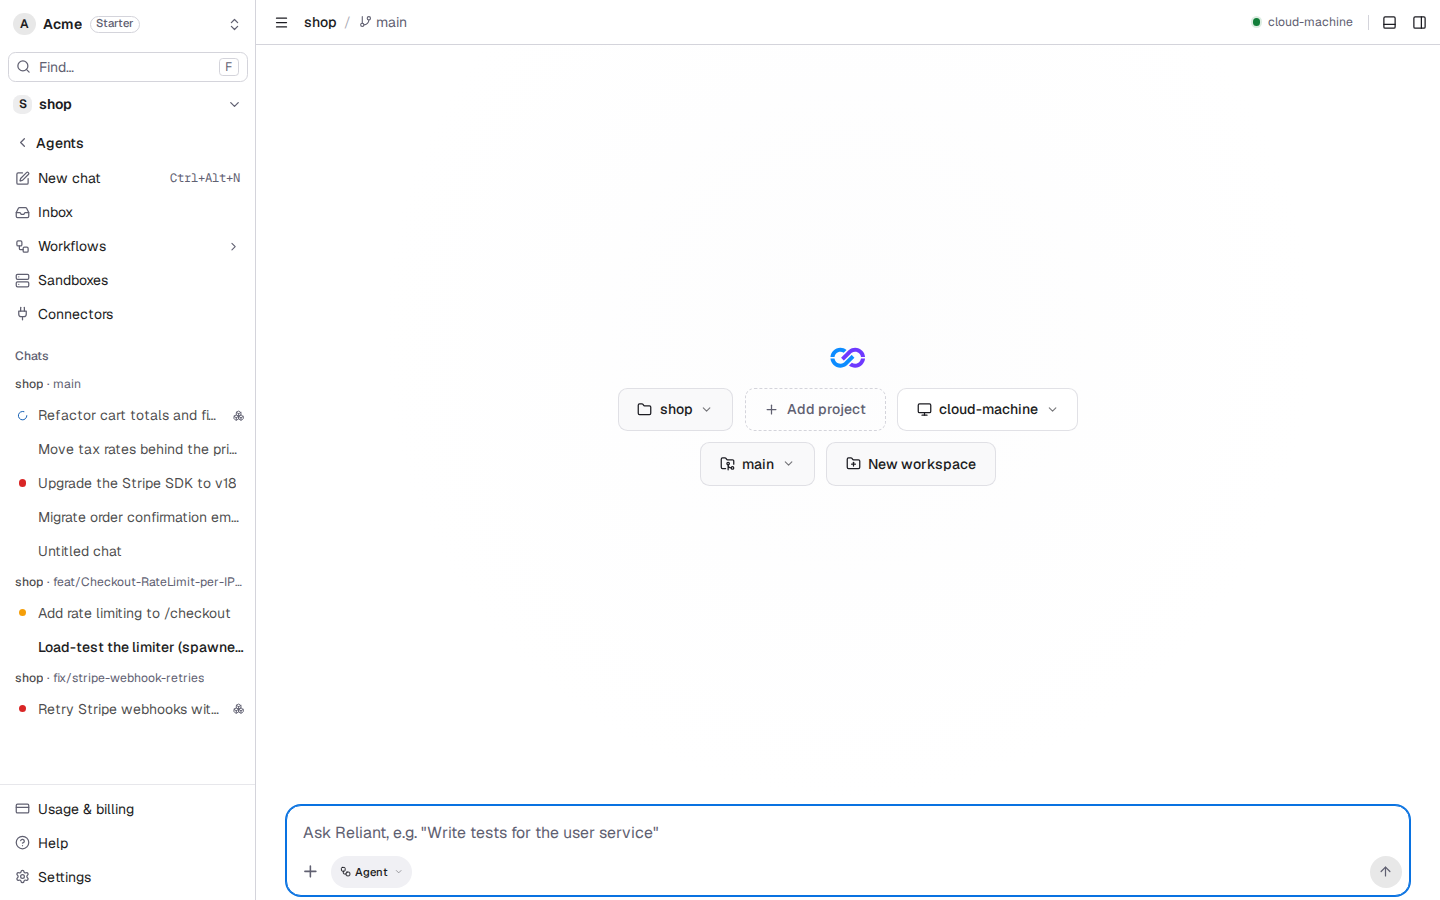 A Acme Starter
Find... F
S shop
Agents
New chat Ctrl+Alt+N
Inbox
Workflows
Sandboxes
Connectors
Chats
shop · main
Refactor cart totals and fi...
Move tax rates behind the pri...
Upgrade the Stripe SDK to v18
Migrate order confirmation em...
Untitled chat
shop · feat/Checkout-RateLimit-per-IP...
Add rate limiting to /checkout
Load-test the limiter (spawne...
shop · fix/stripe-webhook-retries
Retry Stripe webhooks wit...
Usage & billing
Help
Settings
shop / main
cloud-machine
shop
Add project
cloud-machine
main
New workspace
Ask Reliant, e.g. "Write tests for the user service"
Agent